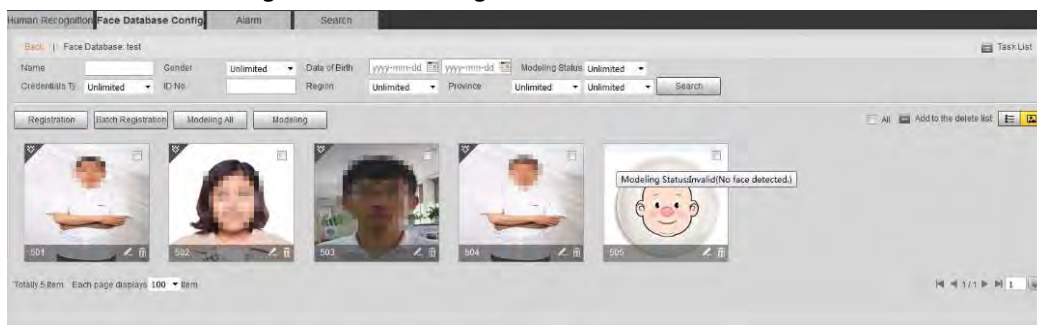 Human Recognition Face Database Config Alarm Search
Back | Face Database: test Task List
Name Gender Unlimited Date of Birth yyyy-mm-dd yyyy-mm-dd Modeling Status Unlimited
Credentials Ty Unlimited ID No. Region Unlimited Province Unlimited Unlimited Search
Registration Batch Registration Modeling All Modeling All Add to the delete list
Modeling Status:Invalid(No face detected.)
501 502 503 504 505
Totally 5 item Each page displays 100 item 1/1 1